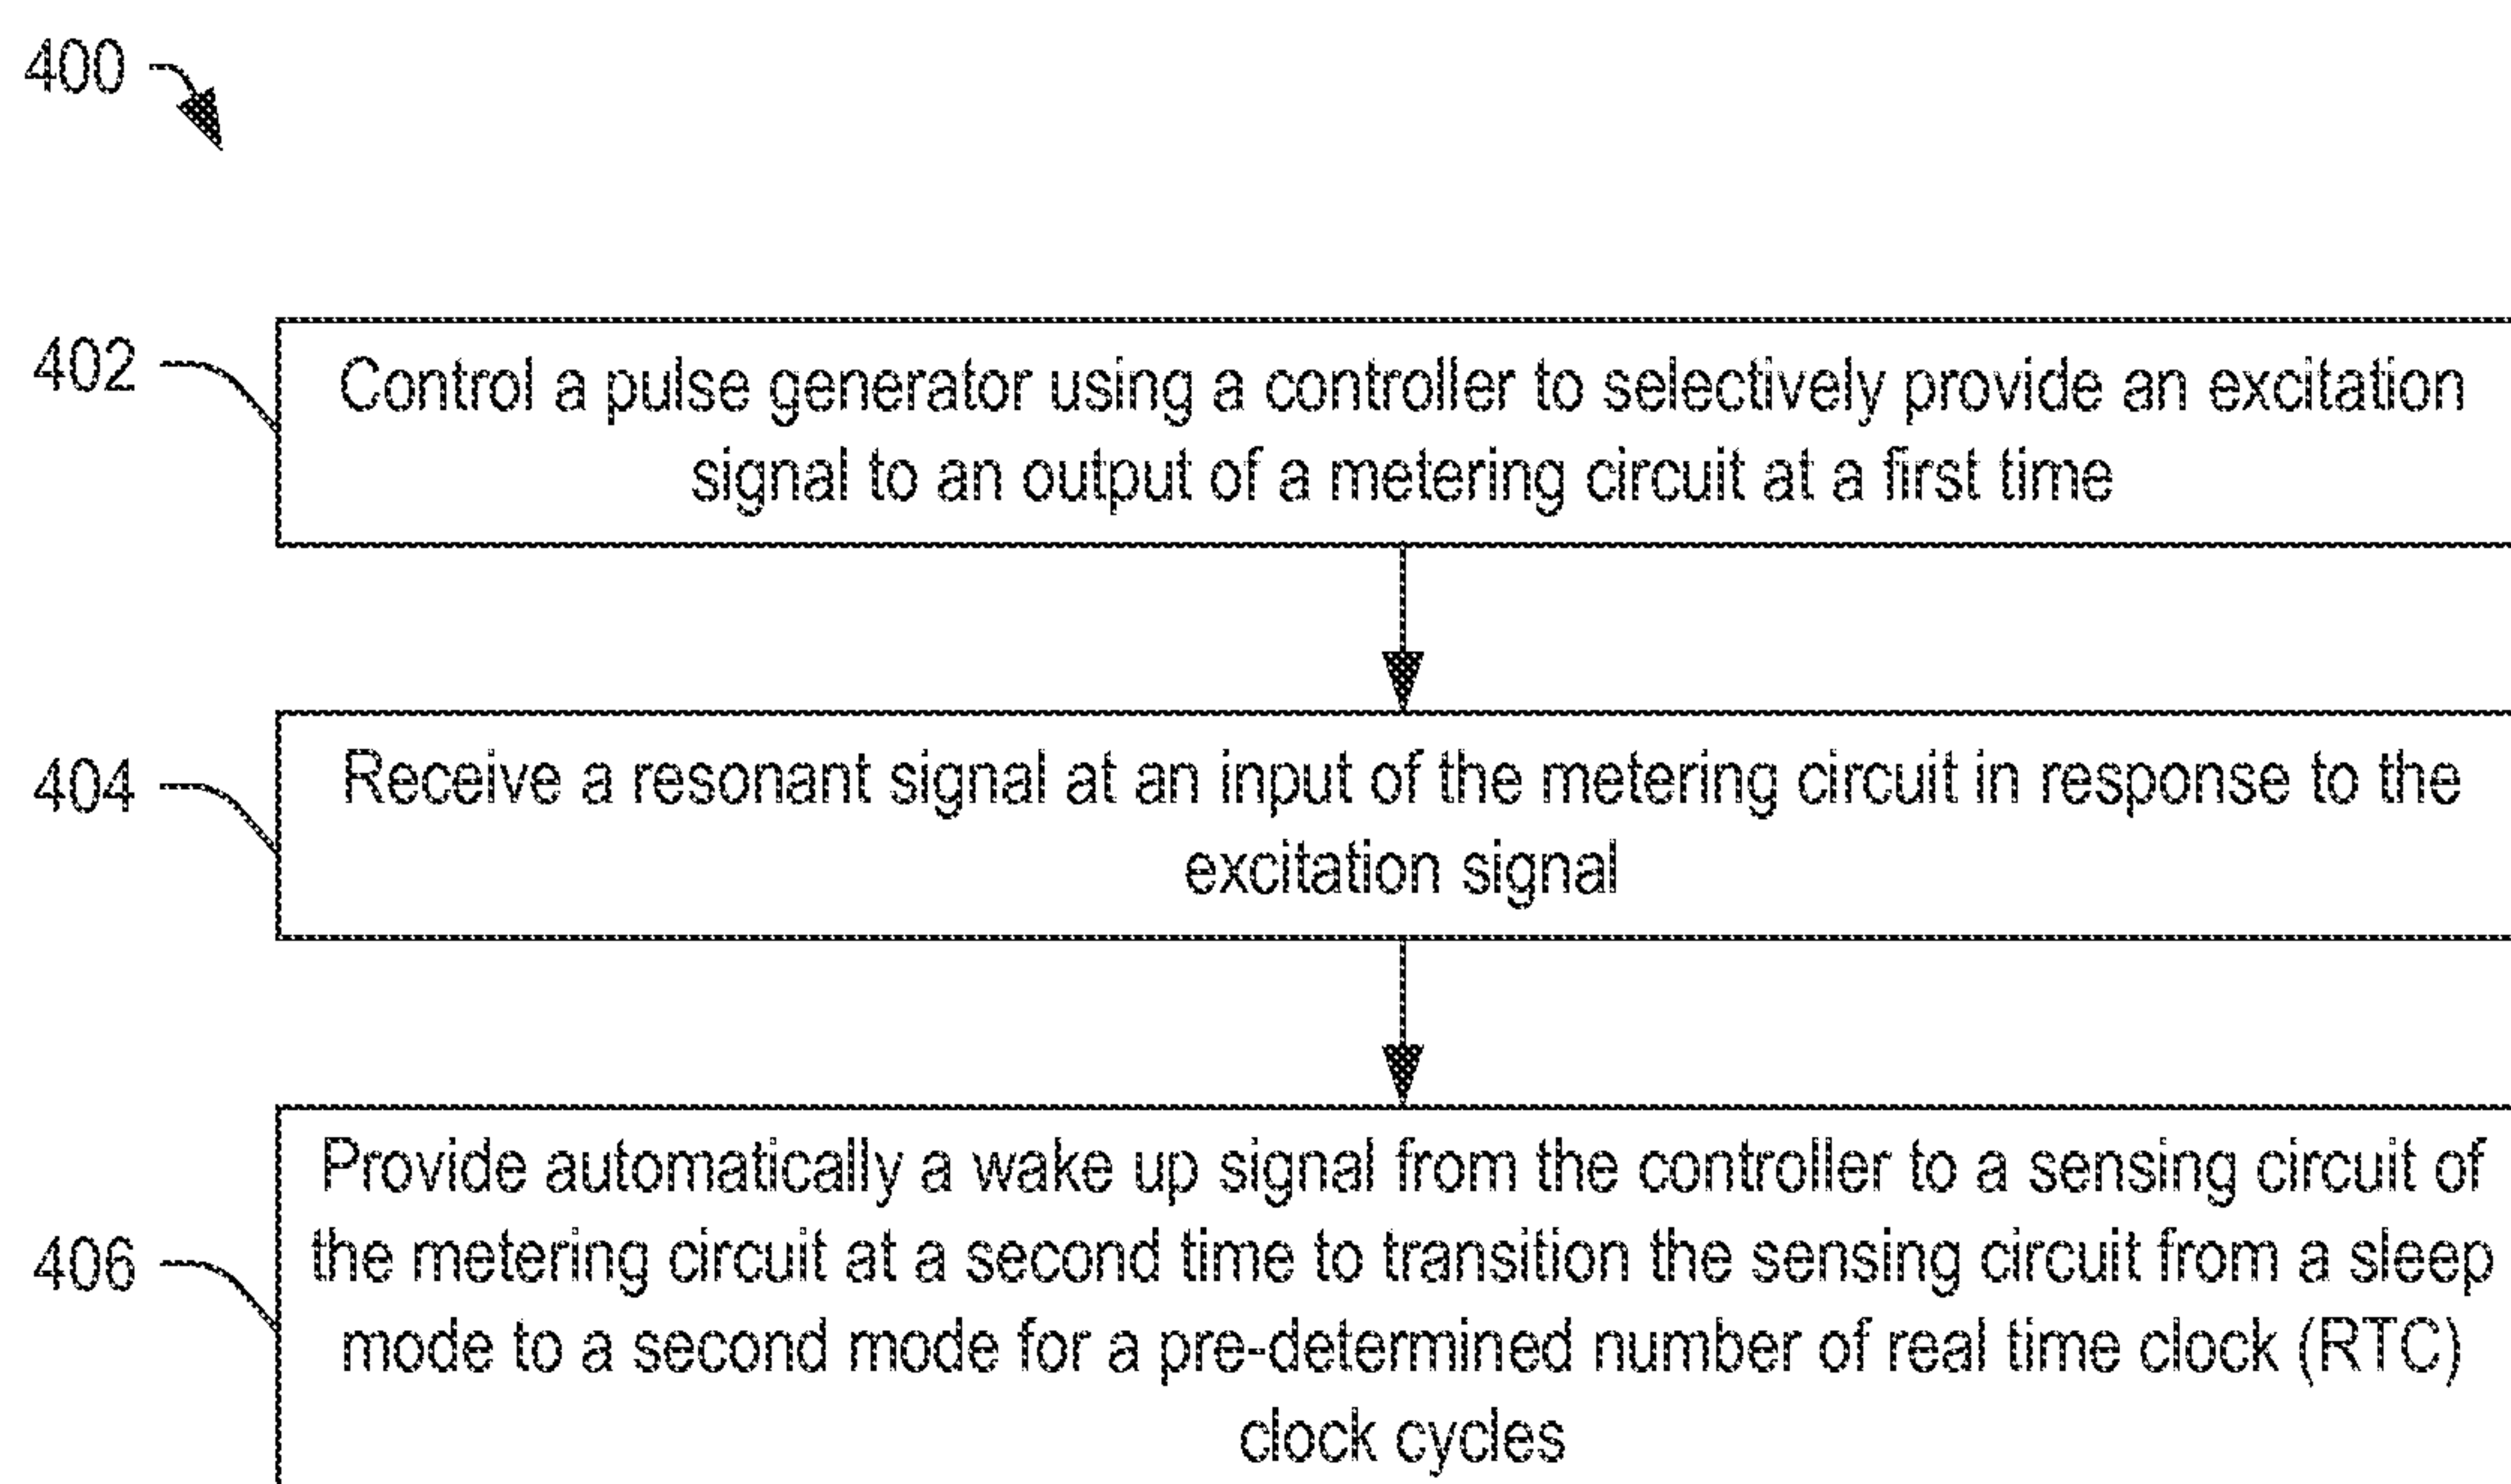 400
402
Control a pulse generator using a controller to selectively provide an excitation
signal to an output of a metering circuit at a first time
404
Receive a resonant signal at an input of the metering circuit in response to the
excitation signal
406
Provide automatically a wake up signal from the controller to a sensing circuit of
the metering circuit at a second time to transition the sensing circuit from a sleep
mode to a second mode for a pre-determined number of real time clock (RTC)
clock cycles